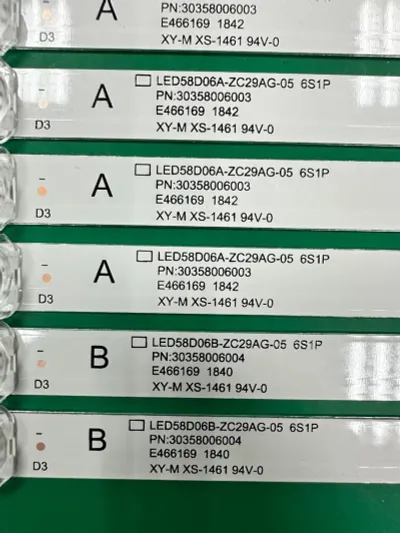 A
PN:30358006003
E466169 1842
D3
XY-M XS-1461 94V-0
LED58D06A-ZC29AG-05 6S1P
A
PN:30358006003
E466169 1842
D3
XY-M XS-1461 94V-0
LED58D06A-ZC29AG-05 6S1P
A
PN:30358006003
E466169 1842
D3
XY-M XS-1461 94V-0
LED58D06A-ZC29AG-05 6S1P
A
PN:30358006003
E466169 1842
D3
XY-M XS-1461 94V-0
LED58D06B-ZC29AG-05 6S1P
B
PN:30358006004
E466169 1840
D3
XY-M XS-1461 94V-0
LED58D06B-ZC29AG-05 6S1P
B
PN:30358006004
E466169 1840
D3
XY-M XS-1461 94V-0